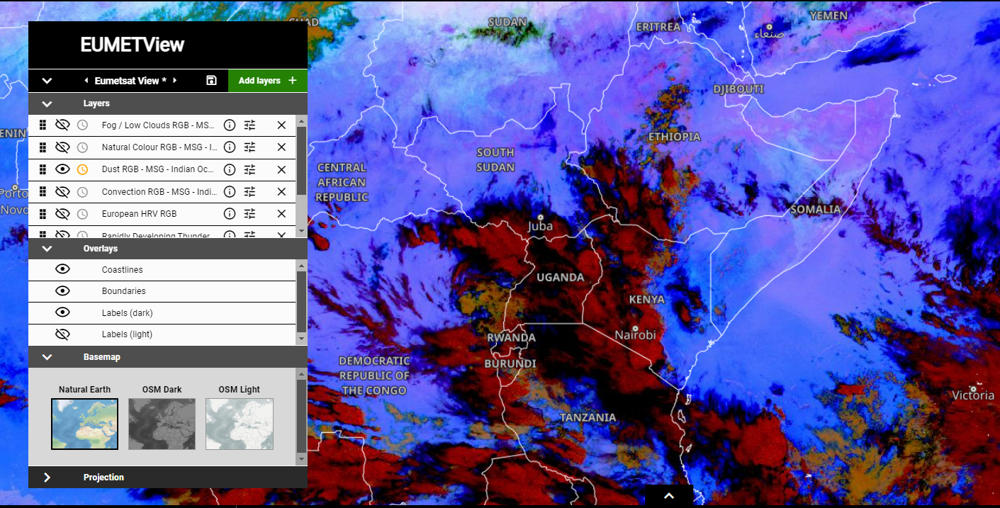 EUMETView
Eumetsat View *
Add layers +
Layers
Fog / Low Clouds RGB - MS...
Natural Colour RGB - MSG - I...
Dust RGB - MSG - Indian Oc...
Convection RGB - MSG - Indi...
European HRV RGB
Rapidly Developing Thunder
Overlays
Coastlines
Boundaries
Labels (dark)
Labels (light)
Basemap
Natural Earth
OSM Dark
OSM Light
Projection
CHAD
SUDAN
ERITREA
YEMEN
صنعاء
DJIBOUTI
ENIN
ETHIOPIA
SOUTH
SUDAN
CENTRAL
AFRICAN
REPUBLIC
Porto
Novo
SOMALIA
Juba
UGANDA
KENYA
Nairobi
RWANDA
BURUNDI
DEMOCRATIC
REPUBLIC OF
THE CONGO
Victoria
TANZANIA